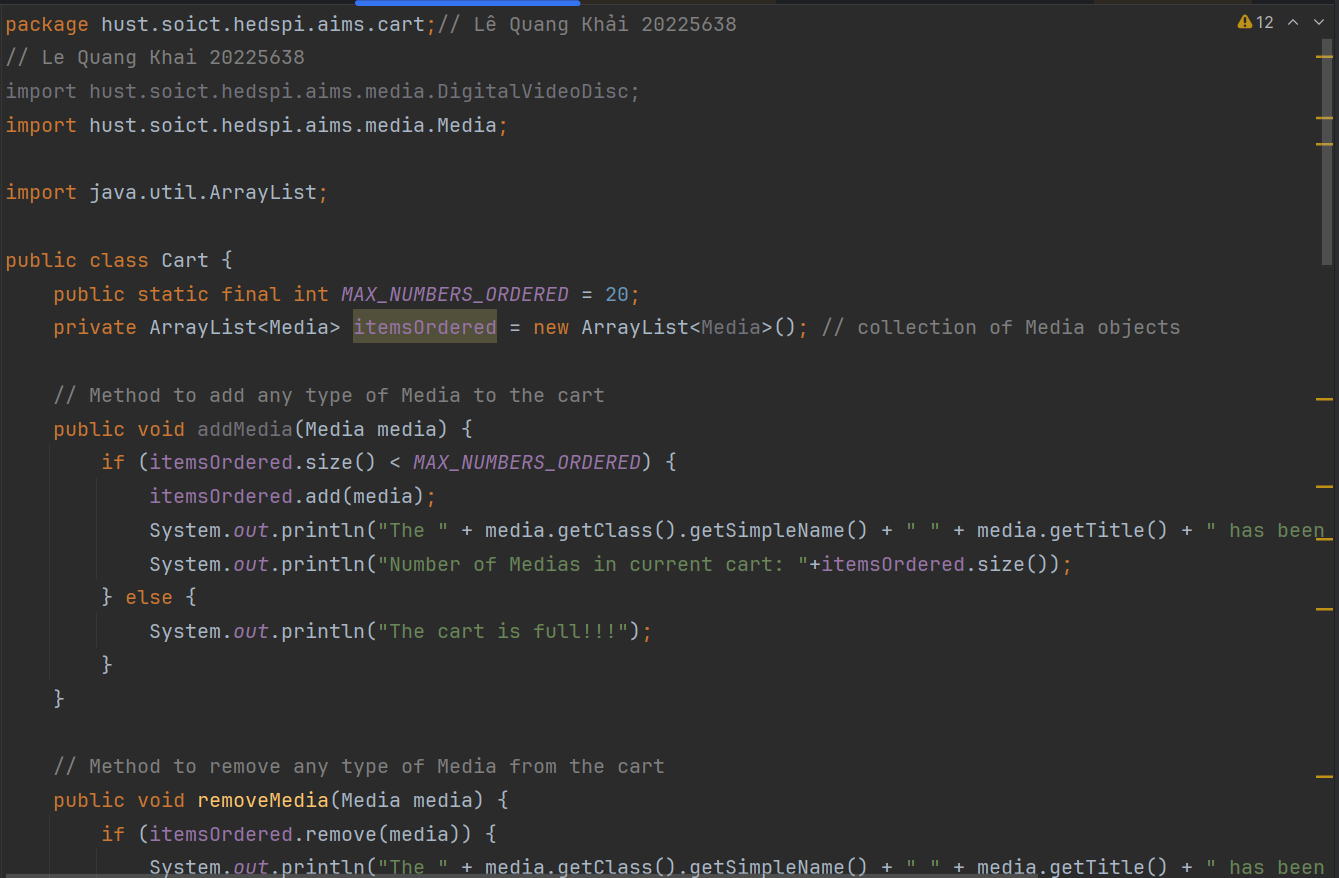 package hust.soict.hedspi.aims.cart;// Lê Quang Khải 20225638
12
// Le Quang Khai 20225638
import hust.soict.hedspi.aims.media.DigitalVideoDisc;
import hust.soict.hedspi.aims.media.Media;
import java.util.ArrayList;
public class Cart {
public static final int MAX_NUMBERS_ORDERED = 20;
private ArrayList<Media> itemsOrdered = new ArrayList<Media>(); // collection of Media objects
// Method to add any type of Media to the cart
public void addMedia(Media media) {
if (itemsOrdered.size() < MAX_NUMBERS_ORDERED) {
itemsOrdered.add(media);
System.out.println("The " + media.getClass().getSimpleName() + " " + media.getTitle() + " has been
System.out.println("Number of Medias in current cart: "+itemsOrdered.size());
} else {
System.out.println("The cart is full!!!");
}
}
// Method to remove any type of Media from the cart
public void removeMedia(Media media) {
if (itemsOrdered.remove(media)) {
System.out.println("The " + media.getClass().getSimpleName() + " " + media.getTitle() + " has been